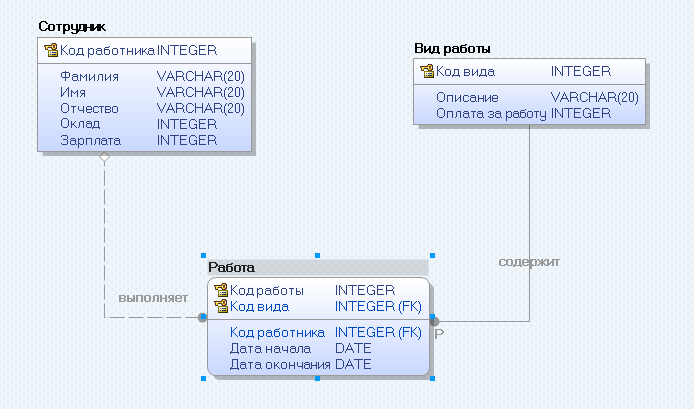 Сотрудник
Код работника INTEGER
Фамилия VARCHAR(20)
Имя VARCHAR(20)
Отчество VARCHAR(20)
Оклад INTEGER
Зарплата INTEGER
Вид работы
Код вида INTEGER
Описание VARCHAR(20)
Оплата за работу INTEGER
выполняет
содержит
P
Работа
Код работы INTEGER
Код вида INTEGER (FK)
Код работника INTEGER (FK)
Дата начала DATE
Дата окончания DATE